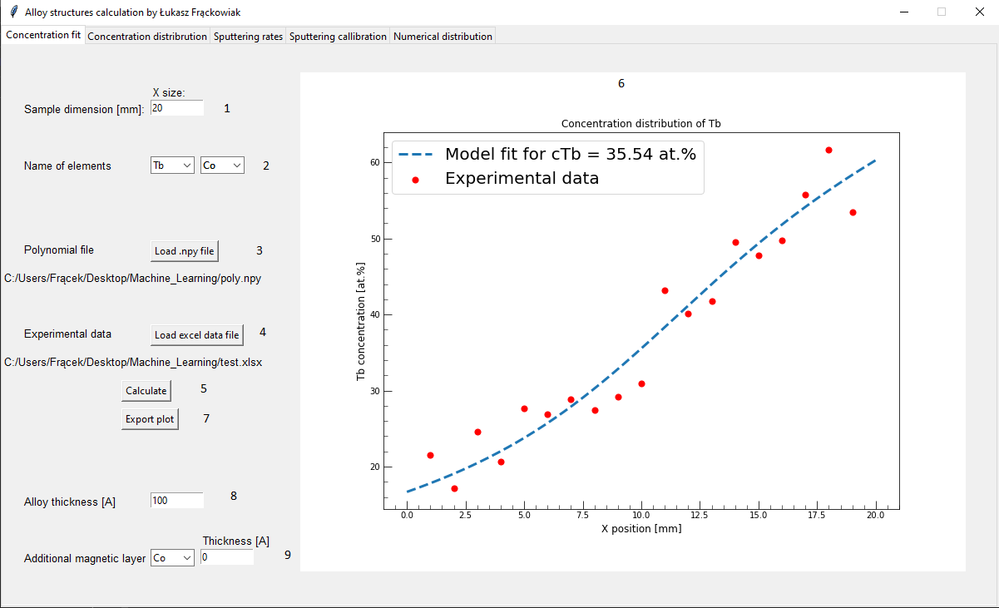 Alloy structures calculation by Łukasz Frąckowiak
Concentration fit Concentration distribrution Sputtering rates Sputtering callibration Numerical distribution
X size:
Sample dimension [mm]: 20 1
Name of elements Tb Co 2
Polynomial file Load .npy file 3
C:/Users/Frącek/Desktop/Machine_Learning/poly.npy
Experimental data Load excel data file 4
C:/Users/Frącek/Desktop/Machine_Learning/test.xlsx
Calculate 5
Export plot 7
Alloy thickness [A] 100 8
Thickness [A]
Additional magnetic layer Co 0 9
6
Concentration distribution of Tb
Model fit for cTb = 35.54 at.%
Experimental data
Tb concentration [at.%]
60
50
40
30
20
0.0 2.5 5.0 7.5 10.0 12.5 15.0 17.5 20.0
X position [mm]